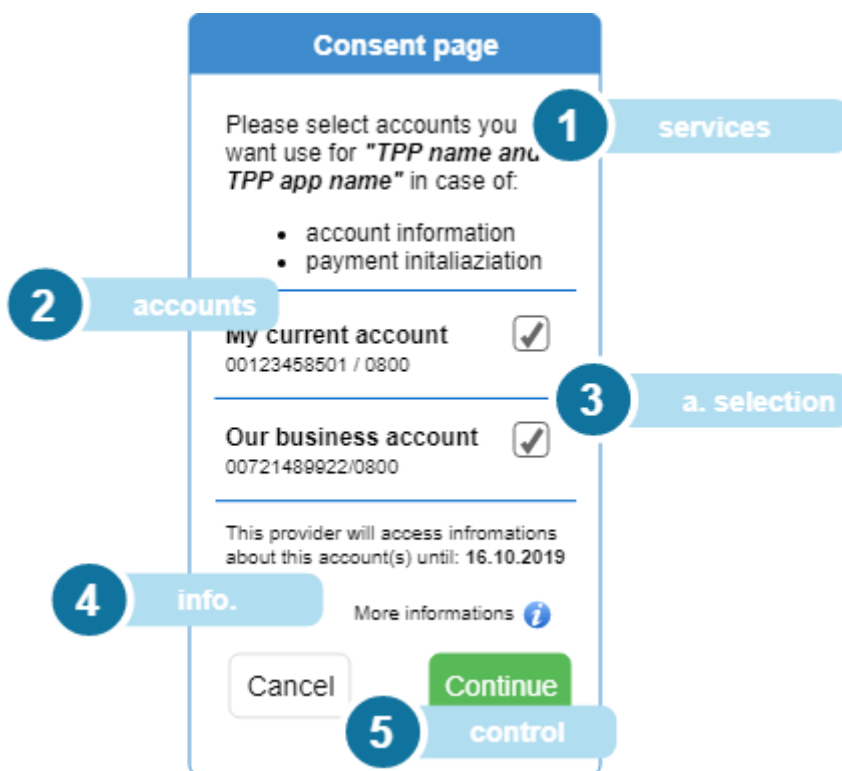 Consent page
Please select accounts you
want use for "TPP name and
TPP app name" in case of:
1 services
• account information
• payment initaliaziation
2 accounts
My current account
00123458501 / 0800
3 a. selection
Our business account
00721489922/0800
This provider will access infromations
about this account(s) until: 16.10.2019
4 info.
More informations i
Cancel
Continue
5 control